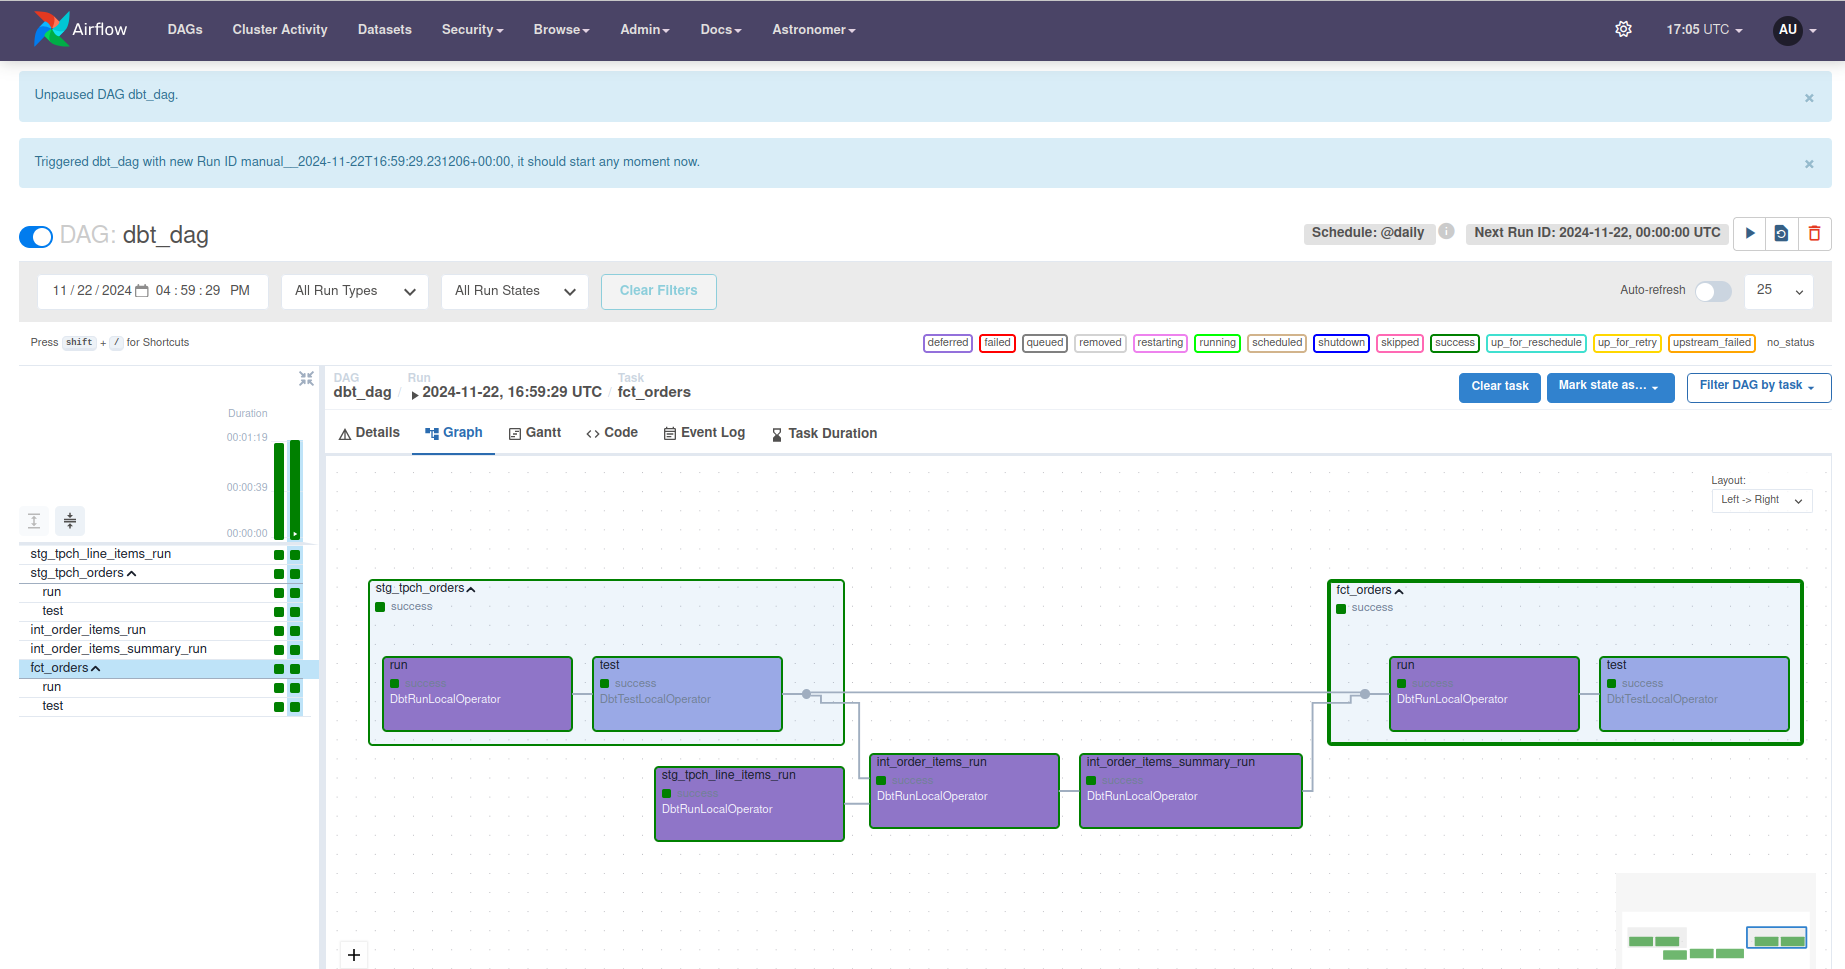 Airflow DAGs Cluster Activity Datasets Security Browse Admin Docs Astronomer 17:05 UTC AU
Unpaused DAG dbt_dag. ×
Triggered dbt_dag with new Run ID manual__2024-11-22T16:59:29.231206+00:00, it should start any moment now. ×
DAG: dbt_dag Schedule: @daily i Next Run ID: 2024-11-22, 00:00:00 UTC
11/22/2024 04:59:29 PM All Run Types All Run States Clear Filters Auto-refresh 25
Press shift + / for Shortcuts deferred failed queued removed restarting running scheduled shutdown skipped success up_for_reschedule up_for_retry upstream_failed no_status
DAG Run Task
dbt_dag / 2024-11-22, 16:59:29 UTC / fct_orders Clear task Mark state as... Filter DAG by task
Details Graph Gantt Code Event Log Task Duration
Duration
00:01:19
00:00:39
00:00:00
stg_tpch_line_items_run
stg_tpch_orders
run
test
int_order_items_run
int_order_items_summary_run
fct_orders
run
test
Layout:
Left -> Right
stg_tpch_orders
success
run
success
DbtRunLocalOperator
test
success
DbtTestLocalOperator
stg_tpch_line_items_run
success
DbtRunLocalOperator
int_order_items_run
success
DbtRunLocalOperator
int_order_items_summary_run
success
DbtRunLocalOperator
fct_orders
success
run
success
DbtRunLocalOperator
test
success
DbtTestLocalOperator
+